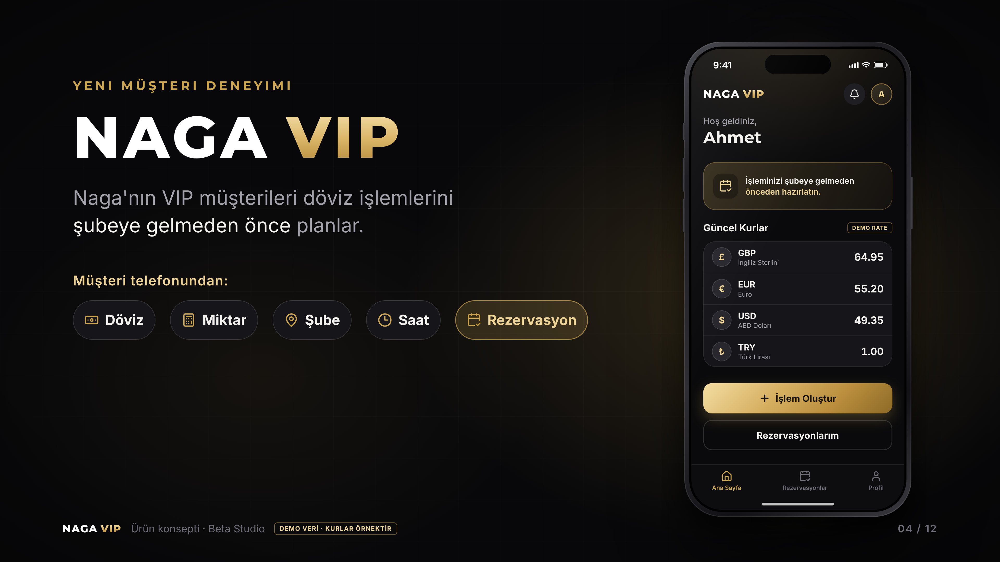 YENI MÜŞTERI DENEYIMI
NAGA VIP
Naga'nın VIP müşterileri döviz işlemlerini
şubeye gelmeden önce planlar.
Müşteri telefonundan:
Döviz
Miktar
Şube
Saat
Rezervasyon
9:41
NAGA VIP
A
Hoş geldiniz,
Ahmet
İşleminizi şubeye gelmeden
önceden hazırlatın.
Güncel Kurlar
DEMO RATE
£ GBP 64.95
İngiliz Sterlini
€ EUR 55.20
Euro
$ USD 49.35
ABD Doları
₺ TRY 1.00
Türk Lirası
+ İşlem Oluştur
Rezervasyonlarım
Ana Sayfa
Rezervasyonlar
Profil
NAGA VIP Ürün konsepti · Beta Studio DEMO VERİ · KURLAR ÖRNEKTİR
04 / 12